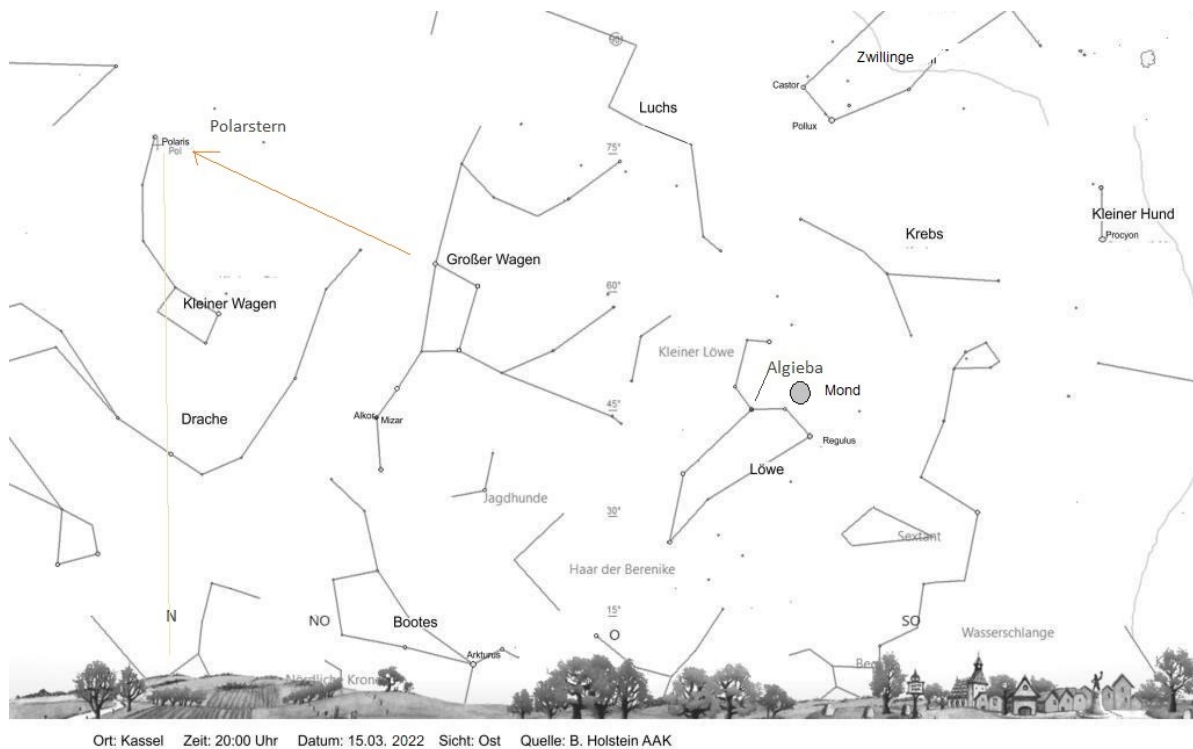 90°
Zwillinge
Castor
Luchs
Pollux
Polarstern
Polaris
Pol
75°
Kleiner Hund
Procyon
Krebs
Großer Wagen
60°
Kleiner Wagen
Kleiner Löwe
Algieba
Mond
45°
Alkor
Mizar
Drache
Regulus
Löwe
Jagdhunde
30°
Sextant
Haar der Berenike
15°
N
NO
Bootes
O
SO
Wasserschlange
Arkturus
Nördliche Krone
Ort: Kassel Zeit: 20:00 Uhr Datum: 15.03. 2022 Sicht: Ost Quelle: B. Holstein AAK